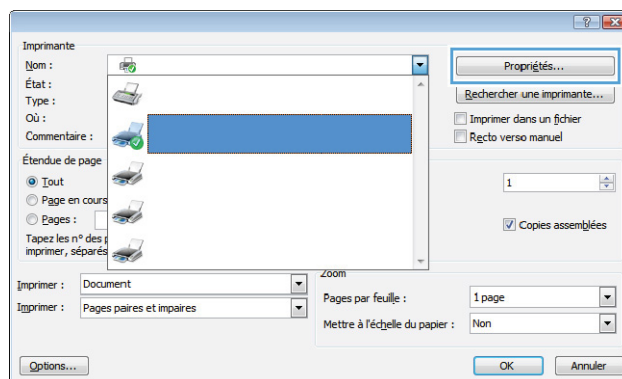 Imprimante
Nom :
Propriétés...
État :
Type :
Rechercher une imprimante...
Où :
Imprimer dans un fichier
Commentaire :
Recto verso manuel
Étendue de page
Tout
1
Page en cours
Pages :
Copies assemblées
Tapez les n° des
imprimer, séparés
Zoom
Imprimer : Document
Pages par feuille : 1 page
Imprimer : Pages paires et impaires
Mettre à l'échelle du papier : Non
Options...
OK
Annuler